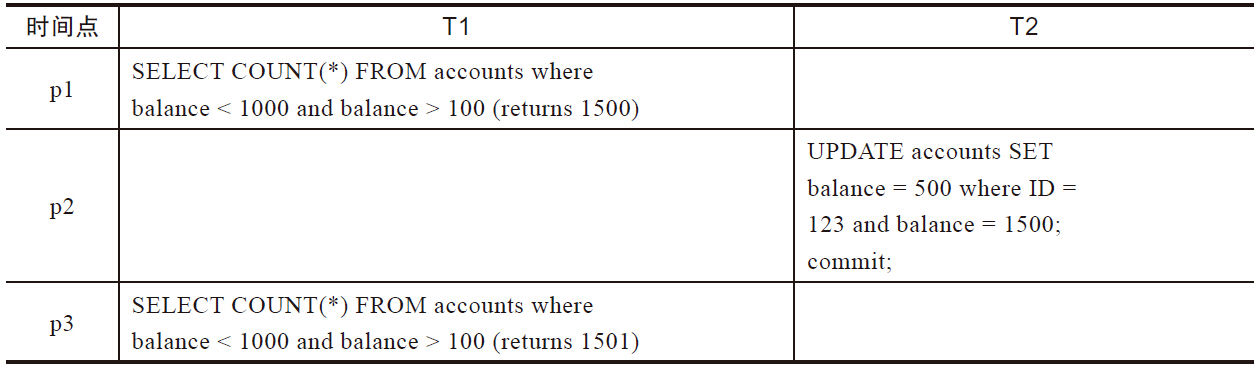 时间点 T1 T2
p1
SELECT COUNT(*) FROM accounts where
balance < 1000 and balance > 100 (returns 1500)
p2
UPDATE accounts SET
balance = 500 where ID =
123 and balance = 1500;
commit;
p3
SELECT COUNT(*) FROM accounts where
balance < 1000 and balance > 100 (returns 1501)